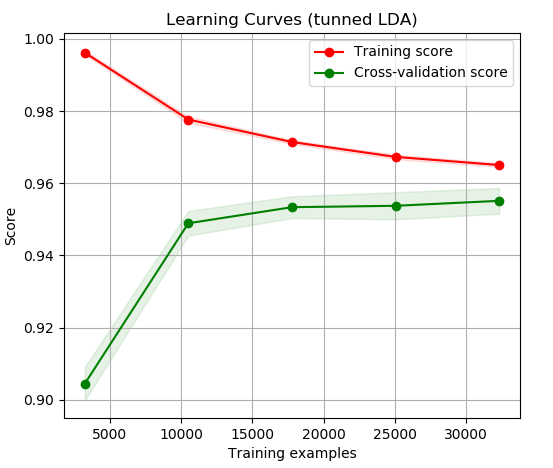 Learning Curves (tunned LDA)
Training score
Cross-validation score
1.00
0.98
0.96
0.94
0.92
0.90
Score
5000 10000 15000 20000 25000 30000
Training examples